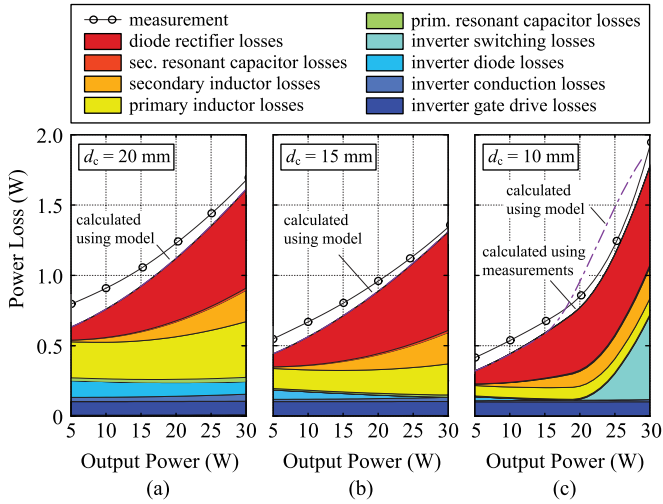 measurement
diode rectifier losses
sec. resonant capacitor losses
secondary inductor losses
primary inductor losses
prim. resonant capacitor losses
inverter switching losses
inverter diode losses
inverter conduction losses
inverter gate drive losses
Power Loss (W)
2.0
1.5
1.0
0.5
0
d_c = 20 mm
calculated
using model
5 10 15 20 25 30
Output Power (W)
(a)
d_c = 15 mm
calculated
using model
5 10 15 20 25 30
Output Power (W)
(b)
d_c = 10 mm
calculated
using model
calculated using
measurements
5 10 15 20 25 30
Output Power (W)
(c)